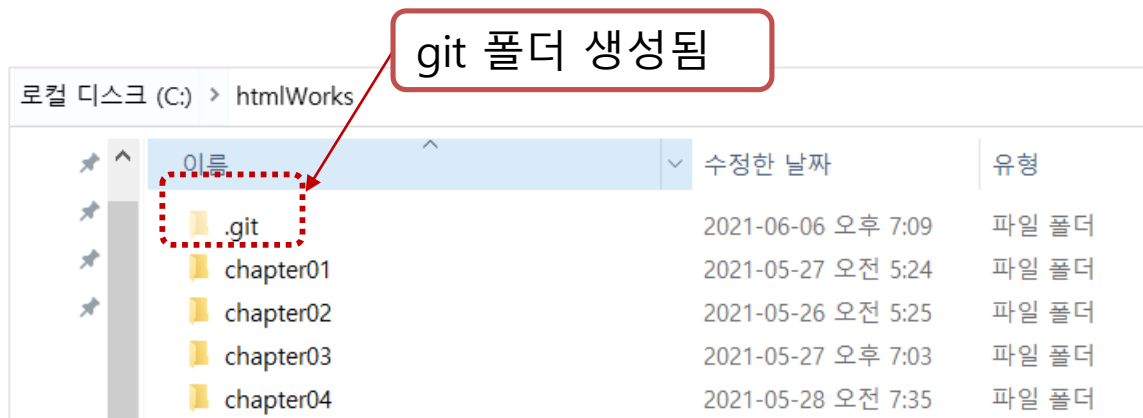 git 폴더 생성됨
로컬 디스크 (C:) > htmlWorks
이름 수정한 날짜 유형
.git 2021-06-06 오후 7:09 파일 폴더
chapter01 2021-05-27 오전 5:24 파일 폴더
chapter02 2021-05-26 오전 5:25 파일 폴더
chapter03 2021-05-27 오후 7:03 파일 폴더
chapter04 2021-05-28 오전 7:35 파일 폴더